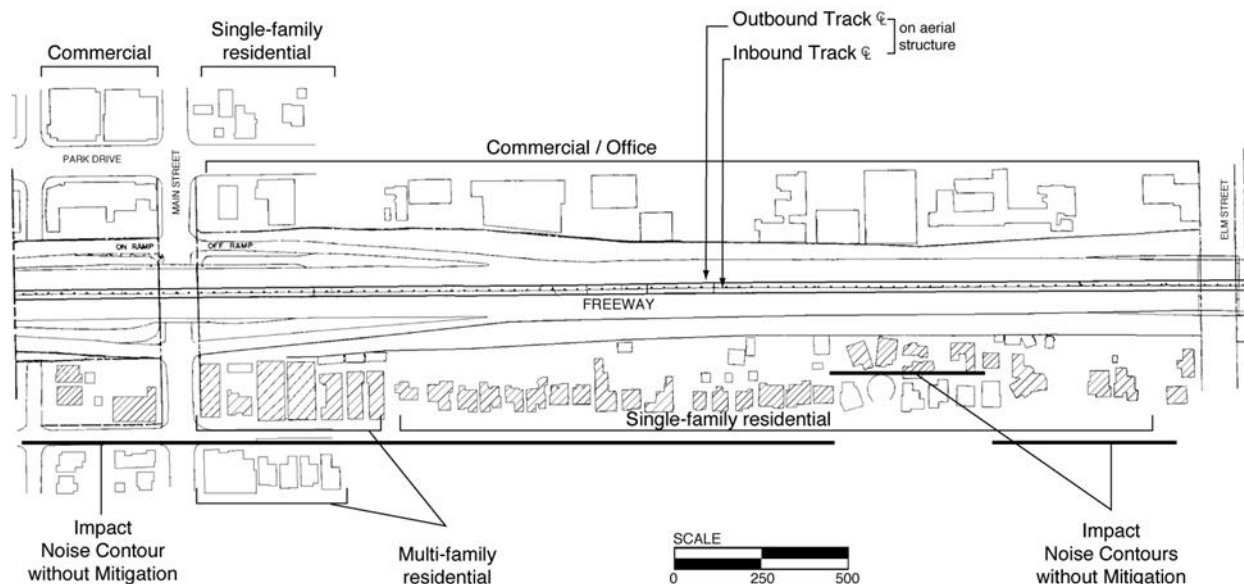 Outbound Track ℄
Inbound Track ℄
on aerial
structure
Commercial
Single-family
residential
PARK DRIVE
MAIN STREET
Commercial / Office
ELM STREET
ON RAMP
OFF RAMP
FREEWAY
Single-family residential
Impact
Noise Contour
without Mitigation
Multi-family
residential
SCALE
0 250 500
Impact
Noise Contours
without Mitigation